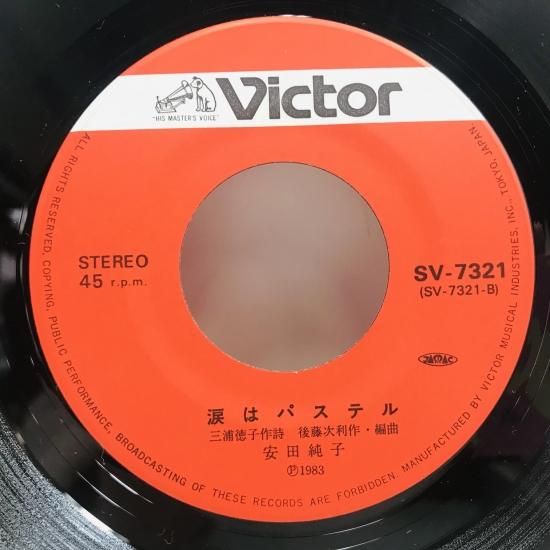 Victor
"HIS MASTER'S VOICE"
STEREO
45 r.p.m.
SV-7321
(SV-7321-B)
JASRAC
涙はパステル
三浦徳子作詩 後藤次利作・編曲
安田純子
Ⓟ1983
ALL RIGHTS RESERVED, COPYING, PUBLIC PERFORMANCE, BROADCASTING OF THESE RECORDS ARE FORBIDDEN. MANUFACTURED BY VICTOR MUSICAL INDUSTRIES, INC., TOKYO, JAPAN.